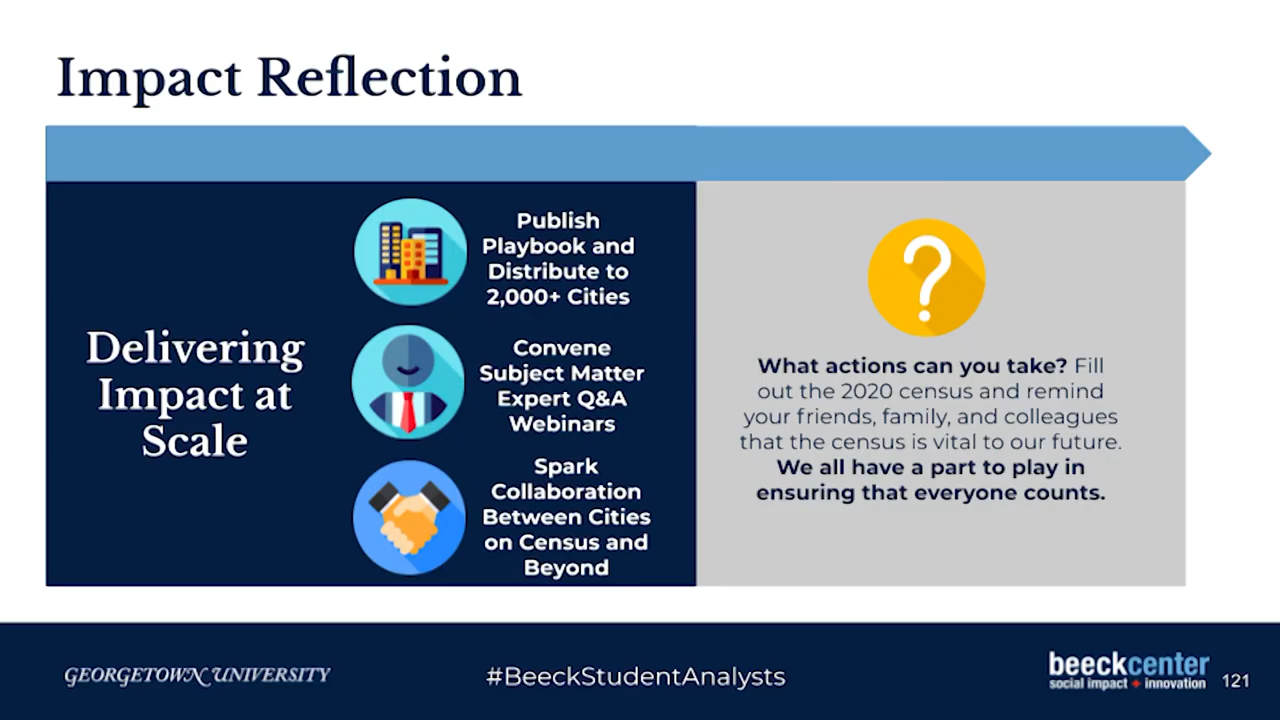 Impact Reflection
Delivering
Impact at
Scale
Publish
Playbook and
Distribute to
2,000+ Cities
Convene
Subject Matter
Expert Q&A
Webinars
Spark
Collaboration
Between Cities
on Census and
Beyond
What actions can you take? Fill
out the 2020 census and remind
your friends, family, and colleagues
that the census is vital to our future.
We all have a part to play in
ensuring that everyone counts.
GEORGETOWN UNIVERSITY
#BeeckStudentAnalysts
beeckcenter
social impact + innovation
121